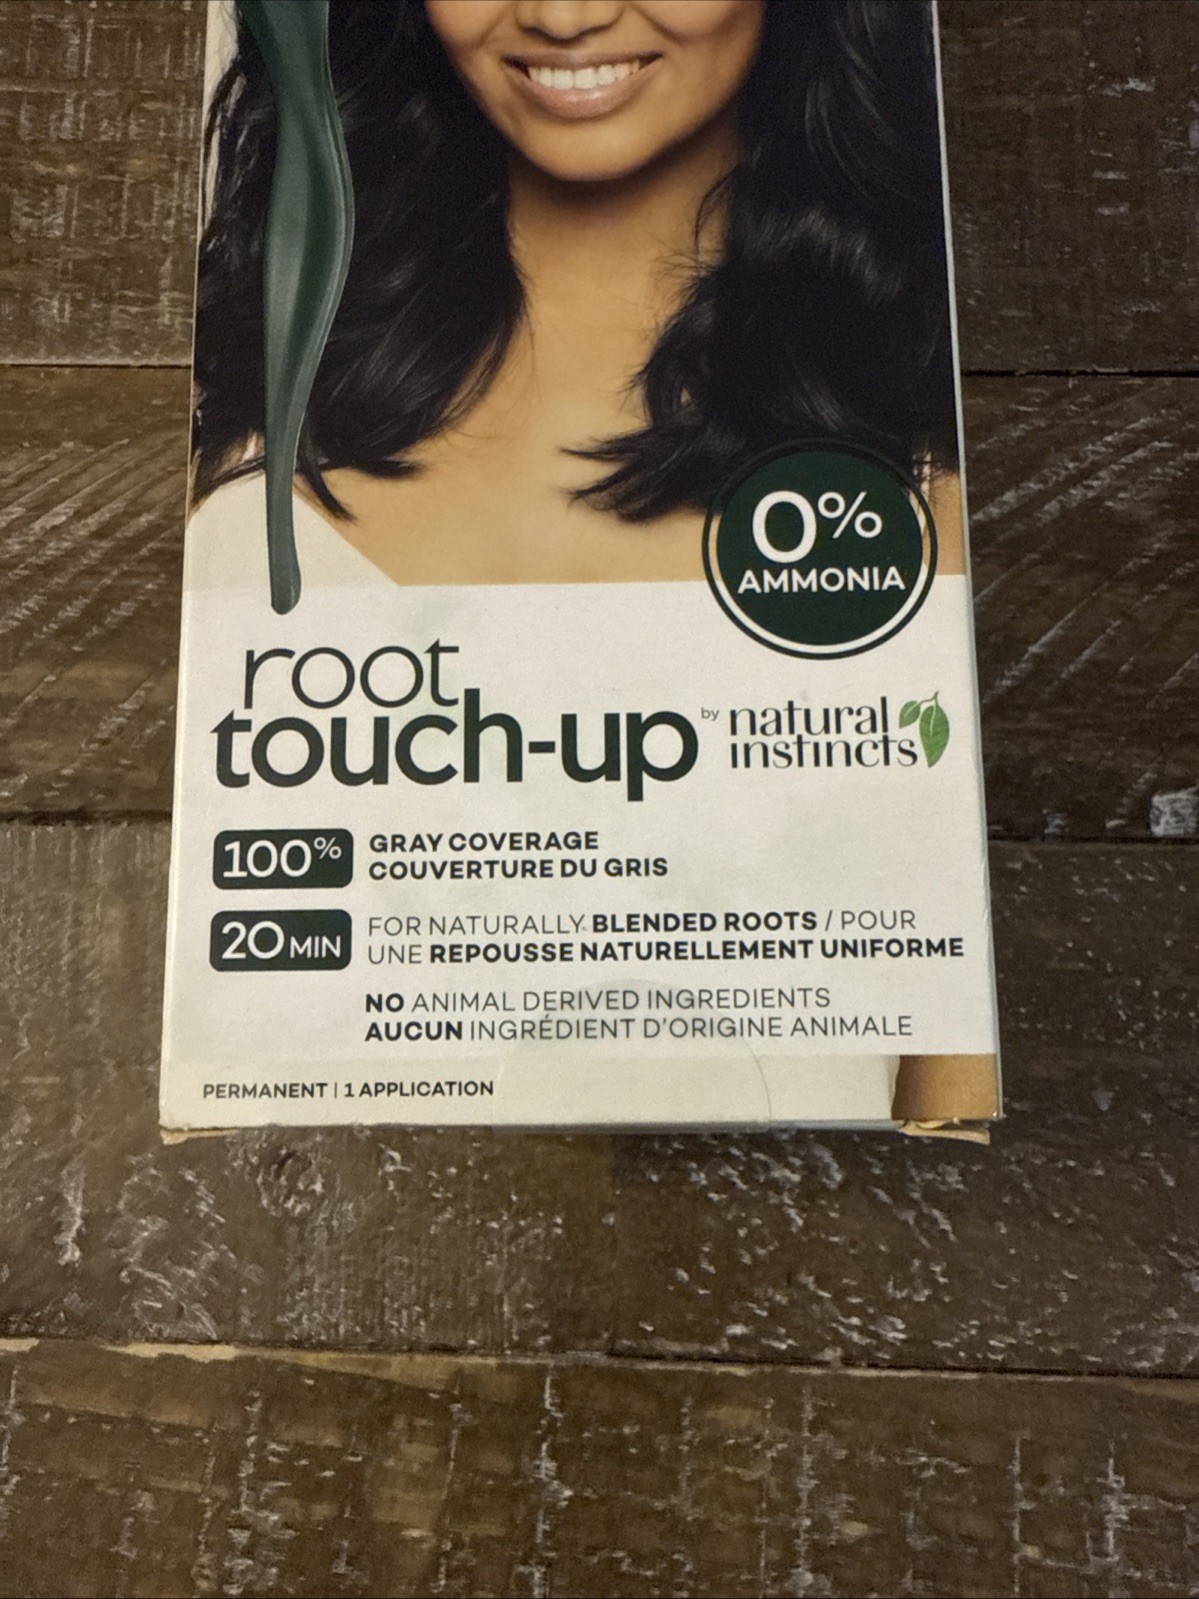 0%
AMMONIA
root
touch-up
by natural
instincts
100% GRAY COVERAGE
COUVERTURE DU GRIS
20 MIN FOR NATURALLY BLENDED ROOTS / POUR
UNE REPOUSSE NATURELLEMENT UNIFORME
NO ANIMAL DERIVED INGREDIENTS
AUCUN INGRÉDIENT D'ORIGINE ANIMALE
PERMANENT | 1 APPLICATION